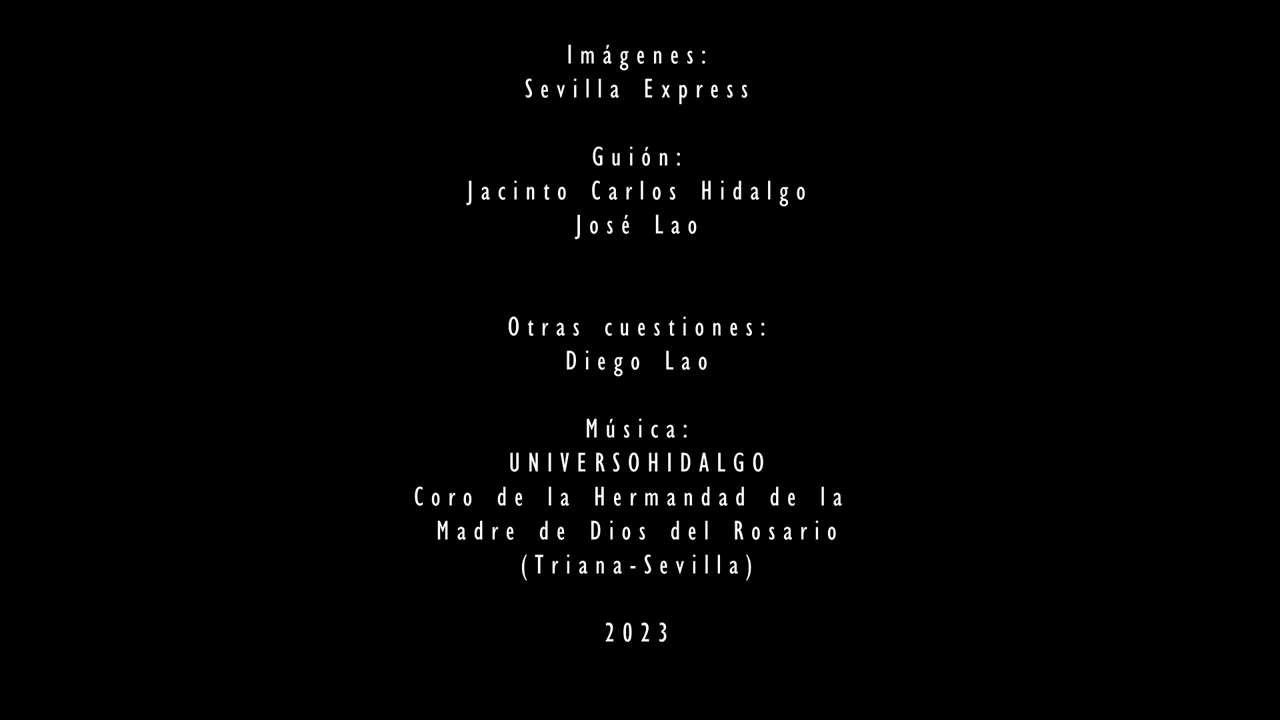 Imágenes:
Sevilla Express
Guión:
Jacinto Carlos Hidalgo
José Lao
Otras cuestiones:
Diego Lao
Música:
UNIVERSOHIDALGO
Coro de la Hermandad de la
Madre de Dios del Rosario
(Triana-Sevilla)
2023